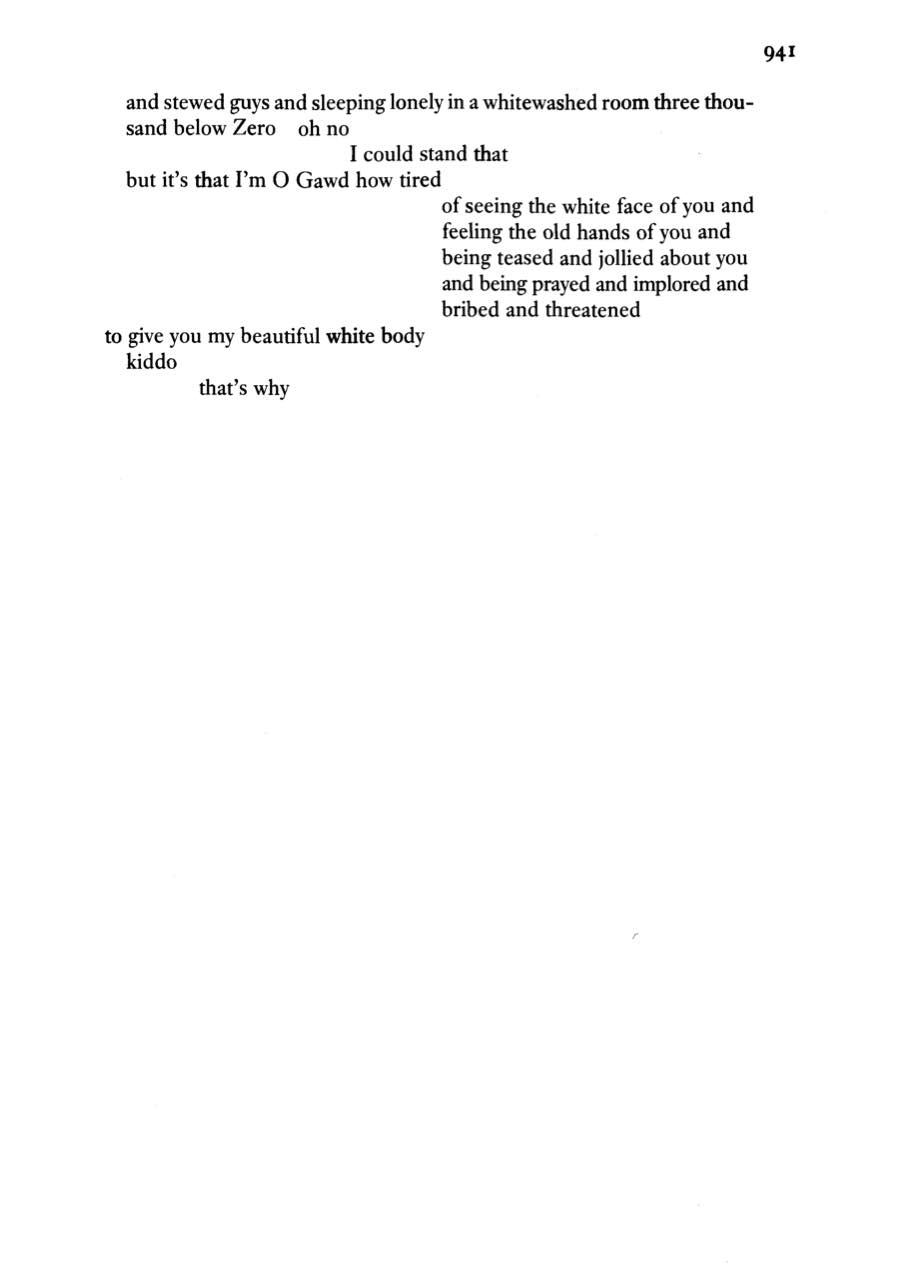 941
and stewed guys and sleeping lonely in a whitewashed room three thou-
sand below Zero oh no
I could stand that
but it's that I'm O Gawd how tired
of seeing the white face of you and
feeling the old hands of you and
being teased and jollied about you
and being prayed and implored and
bribed and threatened
to give you my beautiful white body
kiddo
that's why